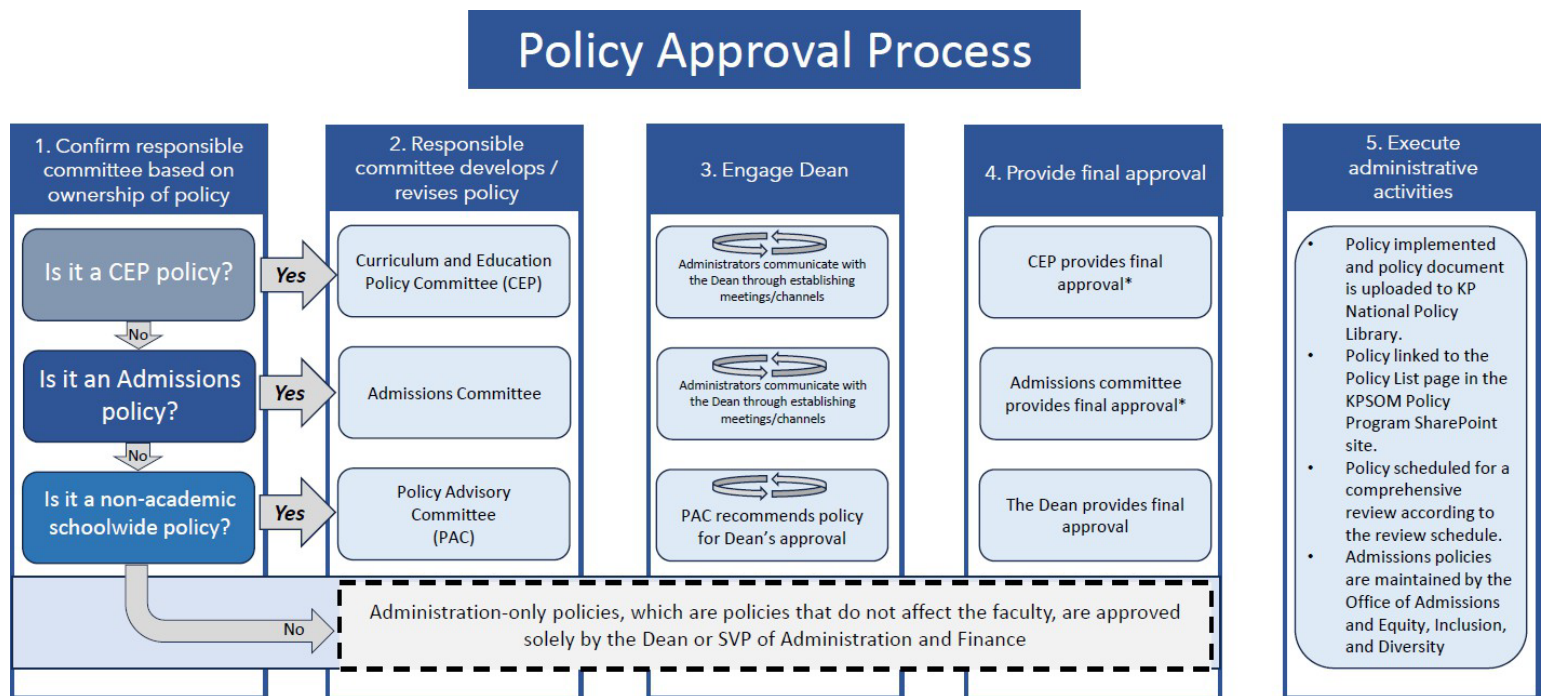 Policy Approval Process
1. Confirm responsible
committee based on
ownership of policy
2. Responsible
committee develops /
revises policy
3. Engage Dean
4. Provide final approval
5. Execute
administrative
activities
Is it a CEP policy?
Yes
Curriculum and Education
Policy Committee (CEP)
Administrators communicate with
the Dean through establishing
meetings/channels
CEP provides final
approval*
No
Is it an Admissions
policy?
Yes
Admissions Committee
Administrators communicate with
the Dean through establishing
meetings/channels
Admissions committee
provides final approval*
No
Is it a non-academic
schoolwide policy?
Yes
Policy Advisory
Committee
(PAC)
PAC recommends policy
for Dean's approval
The Dean provides final
approval
No
Administration-only policies, which are policies that do not affect the faculty, are approved
solely by the Dean or SVP of Administration and Finance
• Policy implemented
and policy document
is uploaded to KP
National Policy
Library.
• Policy linked to the
Policy List page in the
KPSOM Policy
Program SharePoint
site.
• Policy scheduled for a
comprehensive
review according to
the review schedule.
• Admissions policies
are maintained by the
Office of Admissions
and Equity, Inclusion,
and Diversity